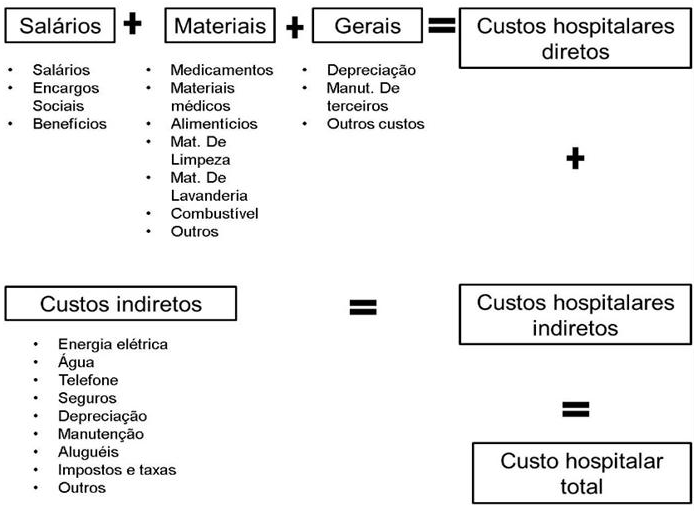 Salários + Materiais + Gerais = Custos hospitalares diretos
• Salários
• Encargos
Sociais
• Benefícios
• Medicamentos
• Materiais
médicos
• Alimentícios
• Mat. De
Limpeza
• Mat. De
Lavanderia
• Combustível
• Outros
• Depreciação
• Manut. De
terceiros
• Outros custos
+
Custos indiretos = Custos hospitalares indiretos
• Energia elétrica
• Água
• Telefone
• Seguros
• Depreciação
• Manutenção
• Aluguéis
• Impostos e taxas
• Outros
=
Custo hospitalar
total